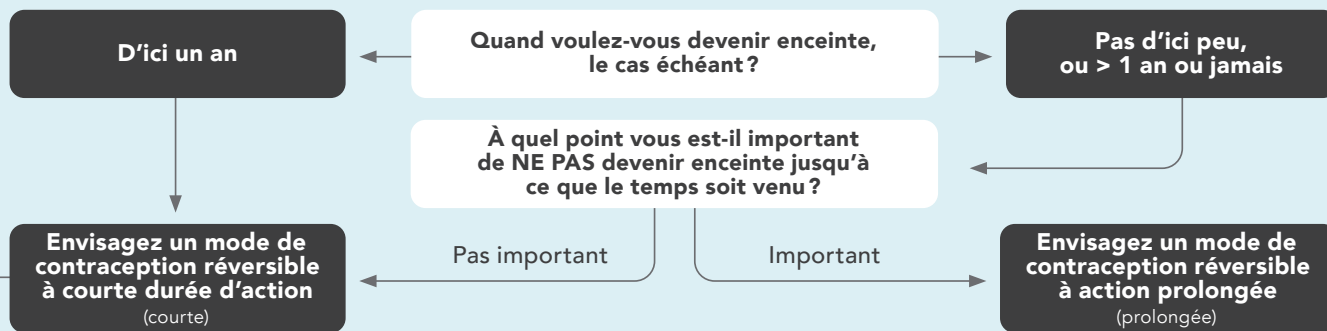 D'ici un an
Quand voulez-vous devenir enceinte,
le cas échéant ?
Pas d'ici peu,
ou > 1 an ou jamais
À quel point vous est-il important
de NE PAS devenir enceinte jusqu'à
ce que le temps soit venu ?
Pas important
Important
Envisagez un mode de
contraception réversible
à courte durée d'action
(courte)
Envisagez un mode de
contraception réversible
à action prolongée
(prolongée)